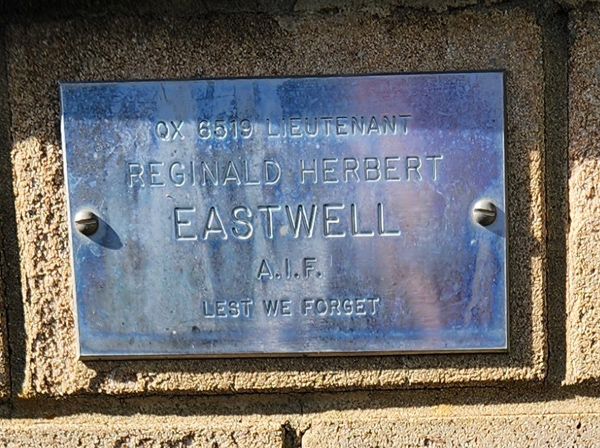 QX 6519 LIEUTENANT
REGINALD HERBERT
EASTWELL
A.I.F.
LEST WE FORGET